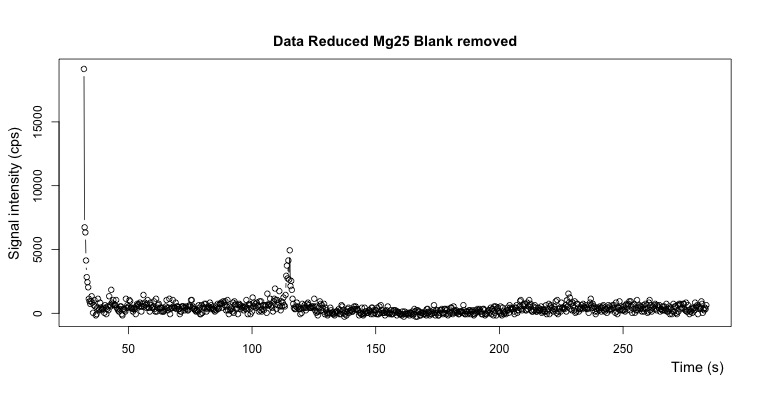 Data Reduced Mg25 Blank removed
Signal intensity (cps)
15000
10000
5000
0
50 100 150 200 250
Time (s)